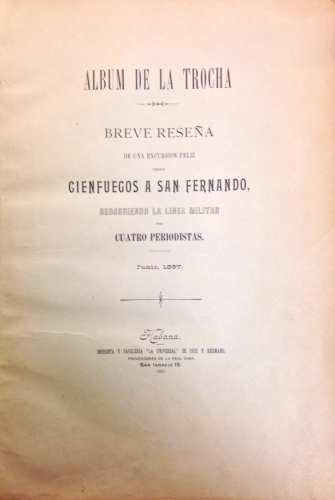 ALBUM DE LA TROCHA
BREVE RESEÑA
DE UNA EXCURSION FELIZ
DESDE
CIENFUEGOS A SAN FERNANDO,
RECORRIENDO LA LINEA MILITAR
POR
CUATRO PERIODISTAS.
Junio, 1897.
Habana.
IMPRENTA Y PAPELERIA "LA UNIVERSAL" DE RUIZ Y HERMANO,
PROVEEDORES DE LA REAL CASA
SAN IGNACIO 15.
1897.